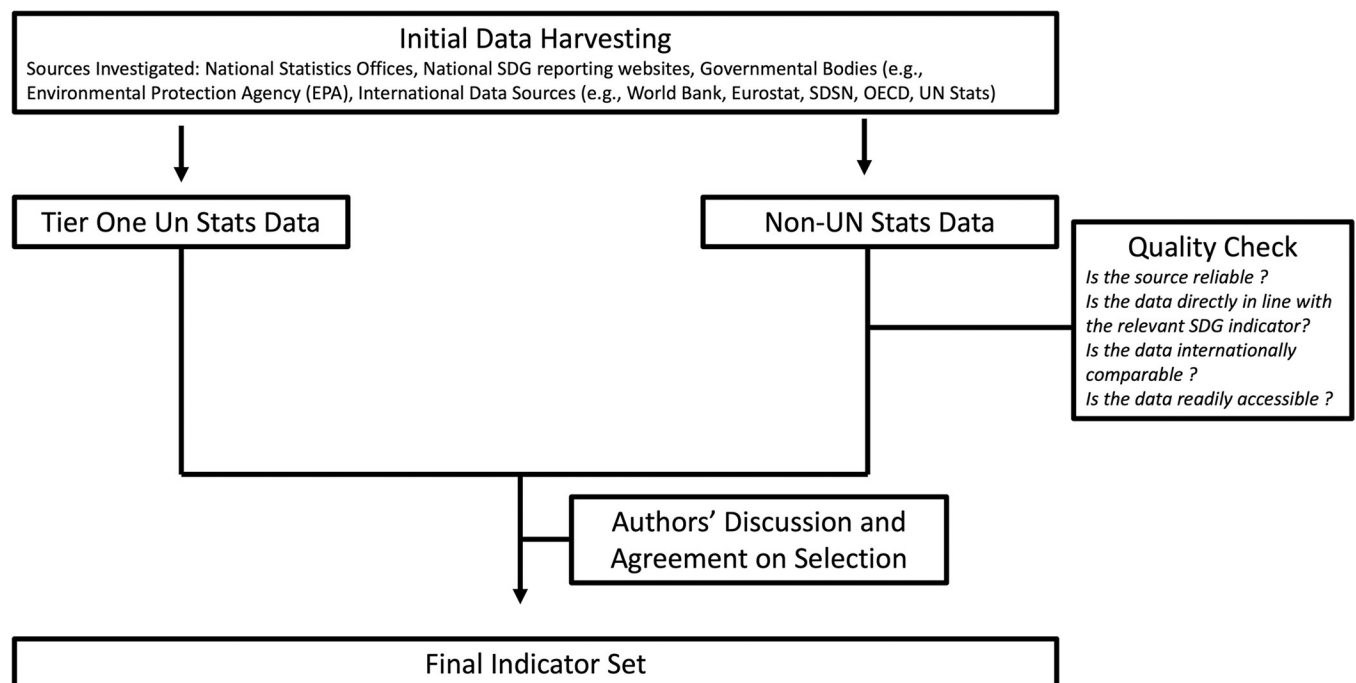 Initial Data Harvesting
Sources Investigated: National Statistics Offices, National SDG reporting websites, Governmental Bodies (e.g.,
Environmental Protection Agency (EPA), International Data Sources (e.g., World Bank, Eurostat, SDSN, OECD, UN Stats)
Tier One Un Stats Data
Non-UN Stats Data
Quality Check
Is the source reliable ?
Is the data directly in line with
the relevant SDG indicator?
Is the data internationally
comparable ?
Is the data readily accessible ?
Authors’ Discussion and
Agreement on Selection
Final Indicator Set